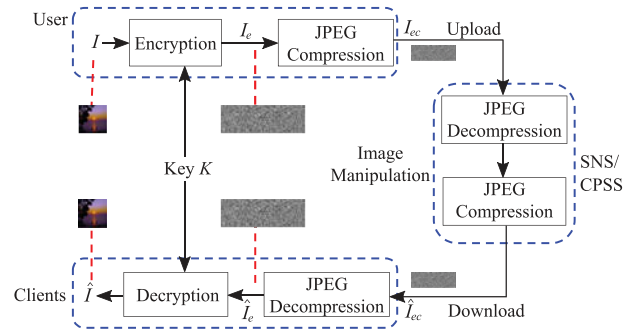 User
I
Encryption
I_e
JPEG
Compression
I_ec
Upload
JPEG
Decompression
Image
Manipulation
SNS/
CPSS
JPEG
Compression
Key K
Clients
Î
Decryption
Î_e
JPEG
Decompression
Î_ec
Download